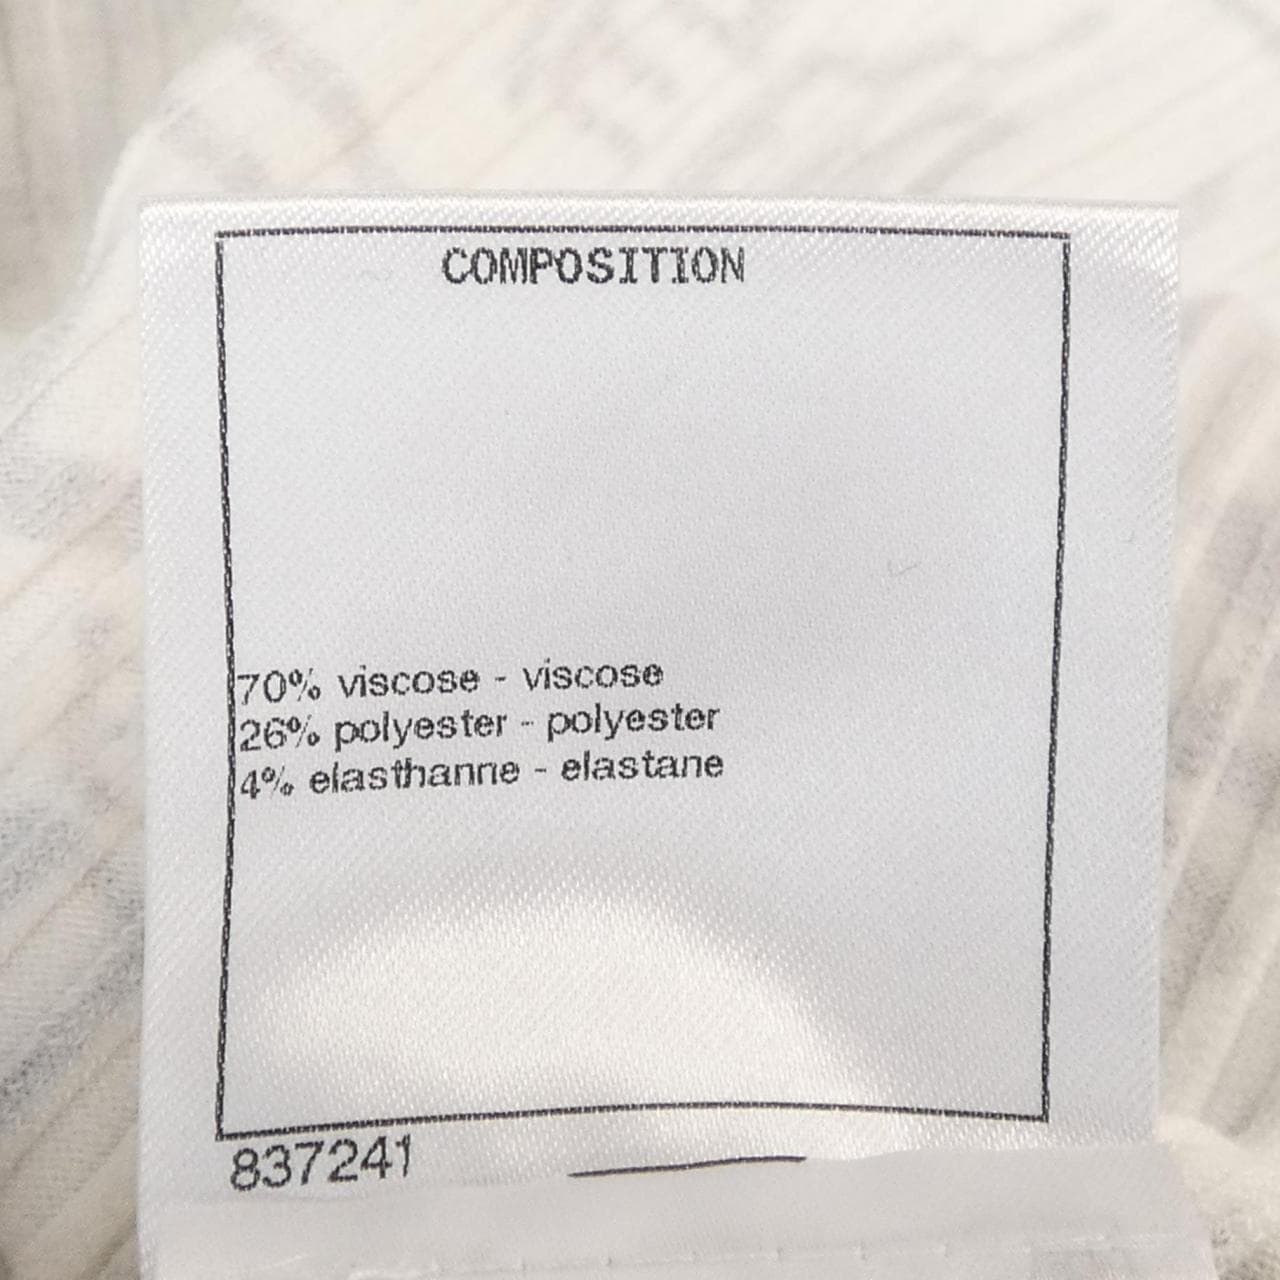 COMPOSITION
70% viscose - viscose
26% polyester - polyester
4% elasthanne - elastane
837241